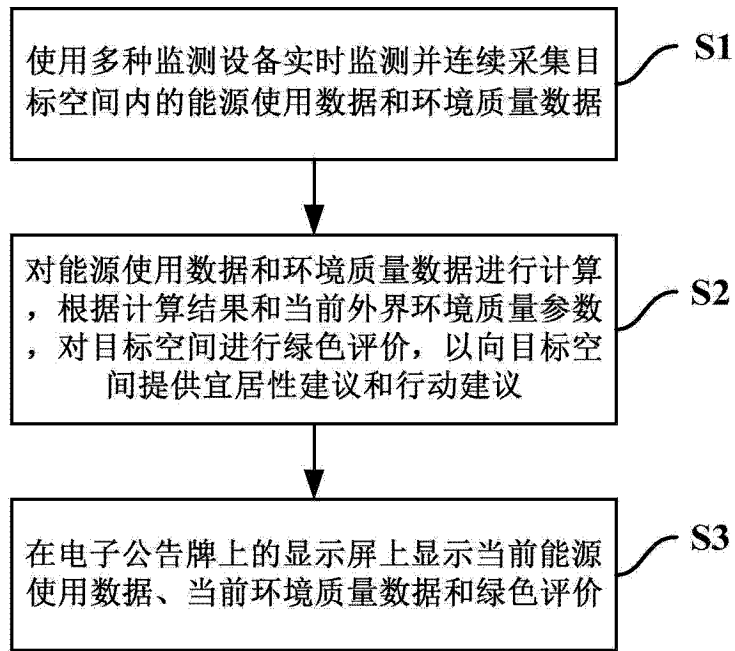 使用多种监测设备实时监测并连续采集目
标空间内的能源使用数据和环境质量数据
S1
对能源使用数据和环境质量数据进行计算
,根据计算结果和当前外界环境质量参数
,对目标空间进行绿色评价,以向目标空
间提供宜居性建议和行动建议
S2
在电子公告牌上的显示屏上显示当前能源
使用数据、当前环境质量数据和绿色评价
S3